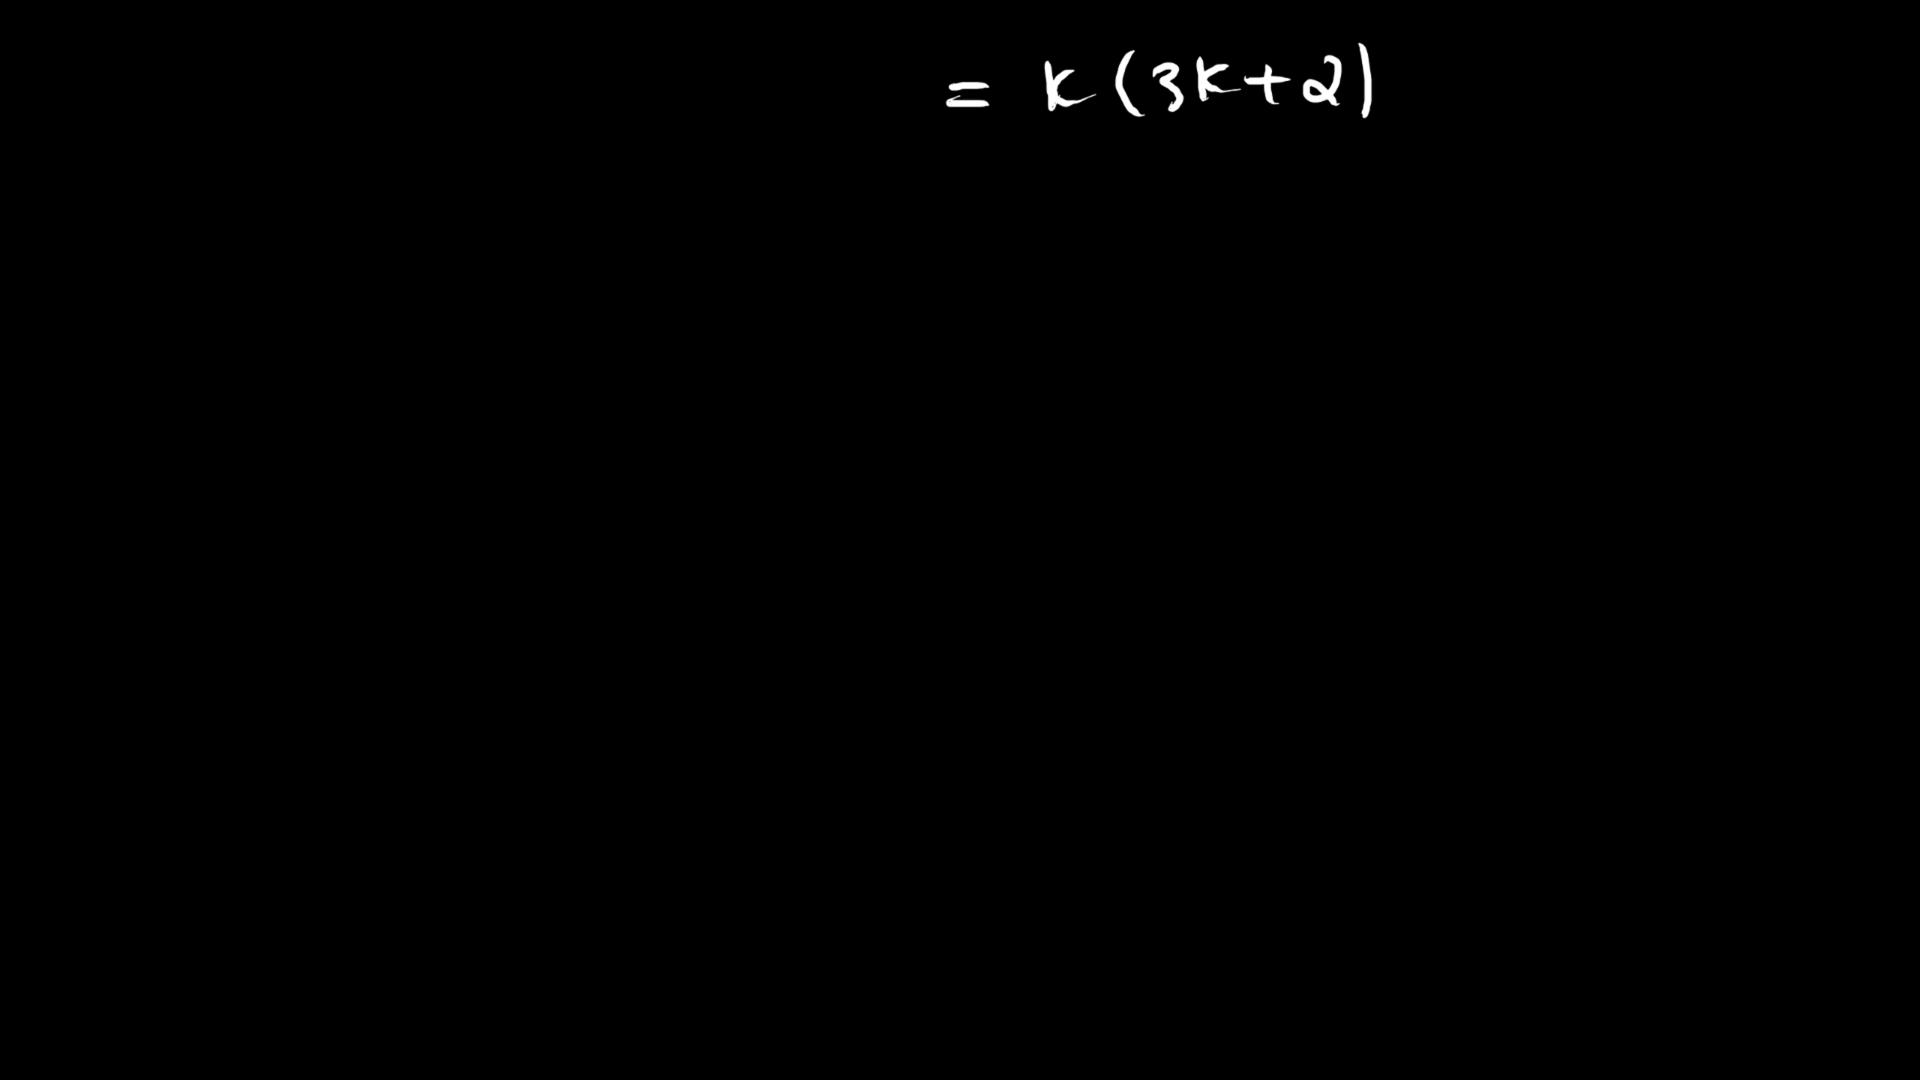 = k (3k+2)